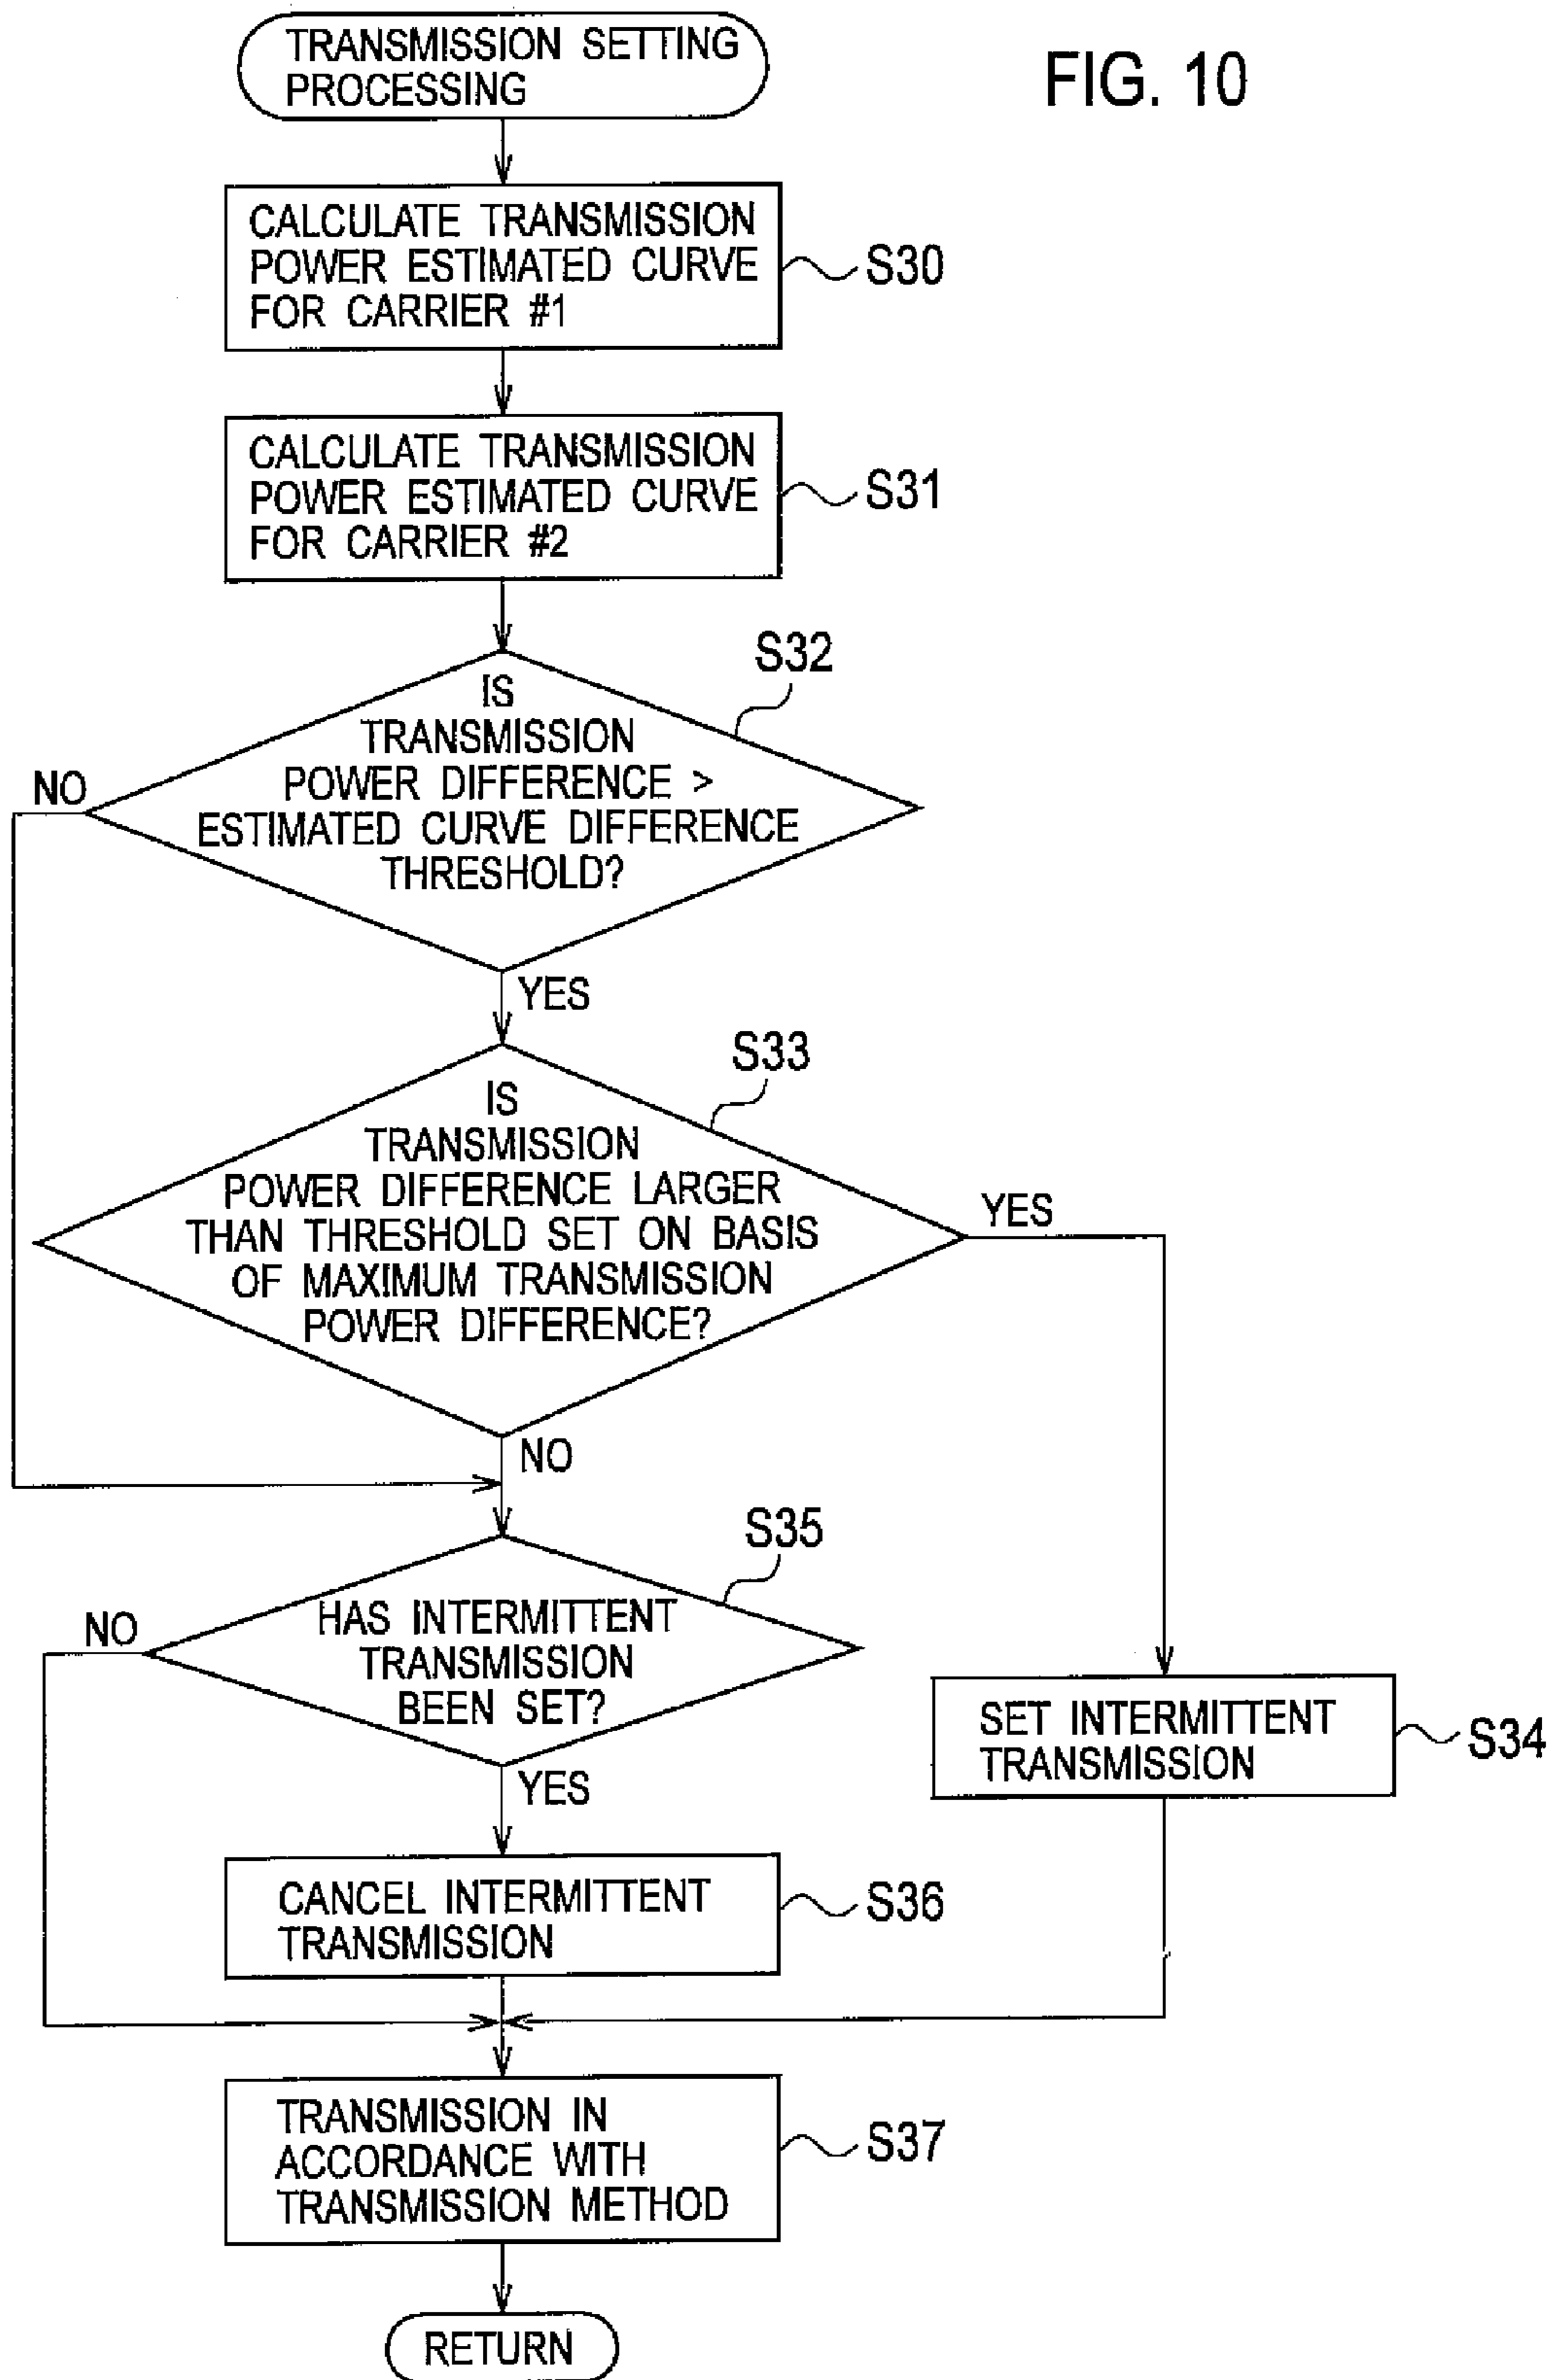 TRANSMISSION SETTING
PROCESSING
FIG. 10
CALCULATE TRANSMISSION
POWER ESTIMATED CURVE
FOR CARRIER #1
S30
CALCULATE TRANSMISSION
POWER ESTIMATED CURVE
FOR CARRIER #2
S31
S32
IS
TRANSMISSION
POWER DIFFERENCE >
ESTIMATED CURVE DIFFERENCE
THRESHOLD?
NO
YES
S33
IS
TRANSMISSION
POWER DIFFERENCE LARGER
THAN THRESHOLD SET ON BASIS
OF MAXIMUM TRANSMISSION
POWER DIFFERENCE?
YES
NO
S35
HAS INTERMITTENT
TRANSMISSION
BEEN SET?
NO
YES
SET INTERMITTENT
TRANSMISSION
S34
CANCEL INTERMITTENT
TRANSMISSION
S36
TRANSMISSION IN
ACCORDANCE WITH
TRANSMISSION METHOD
S37
RETURN